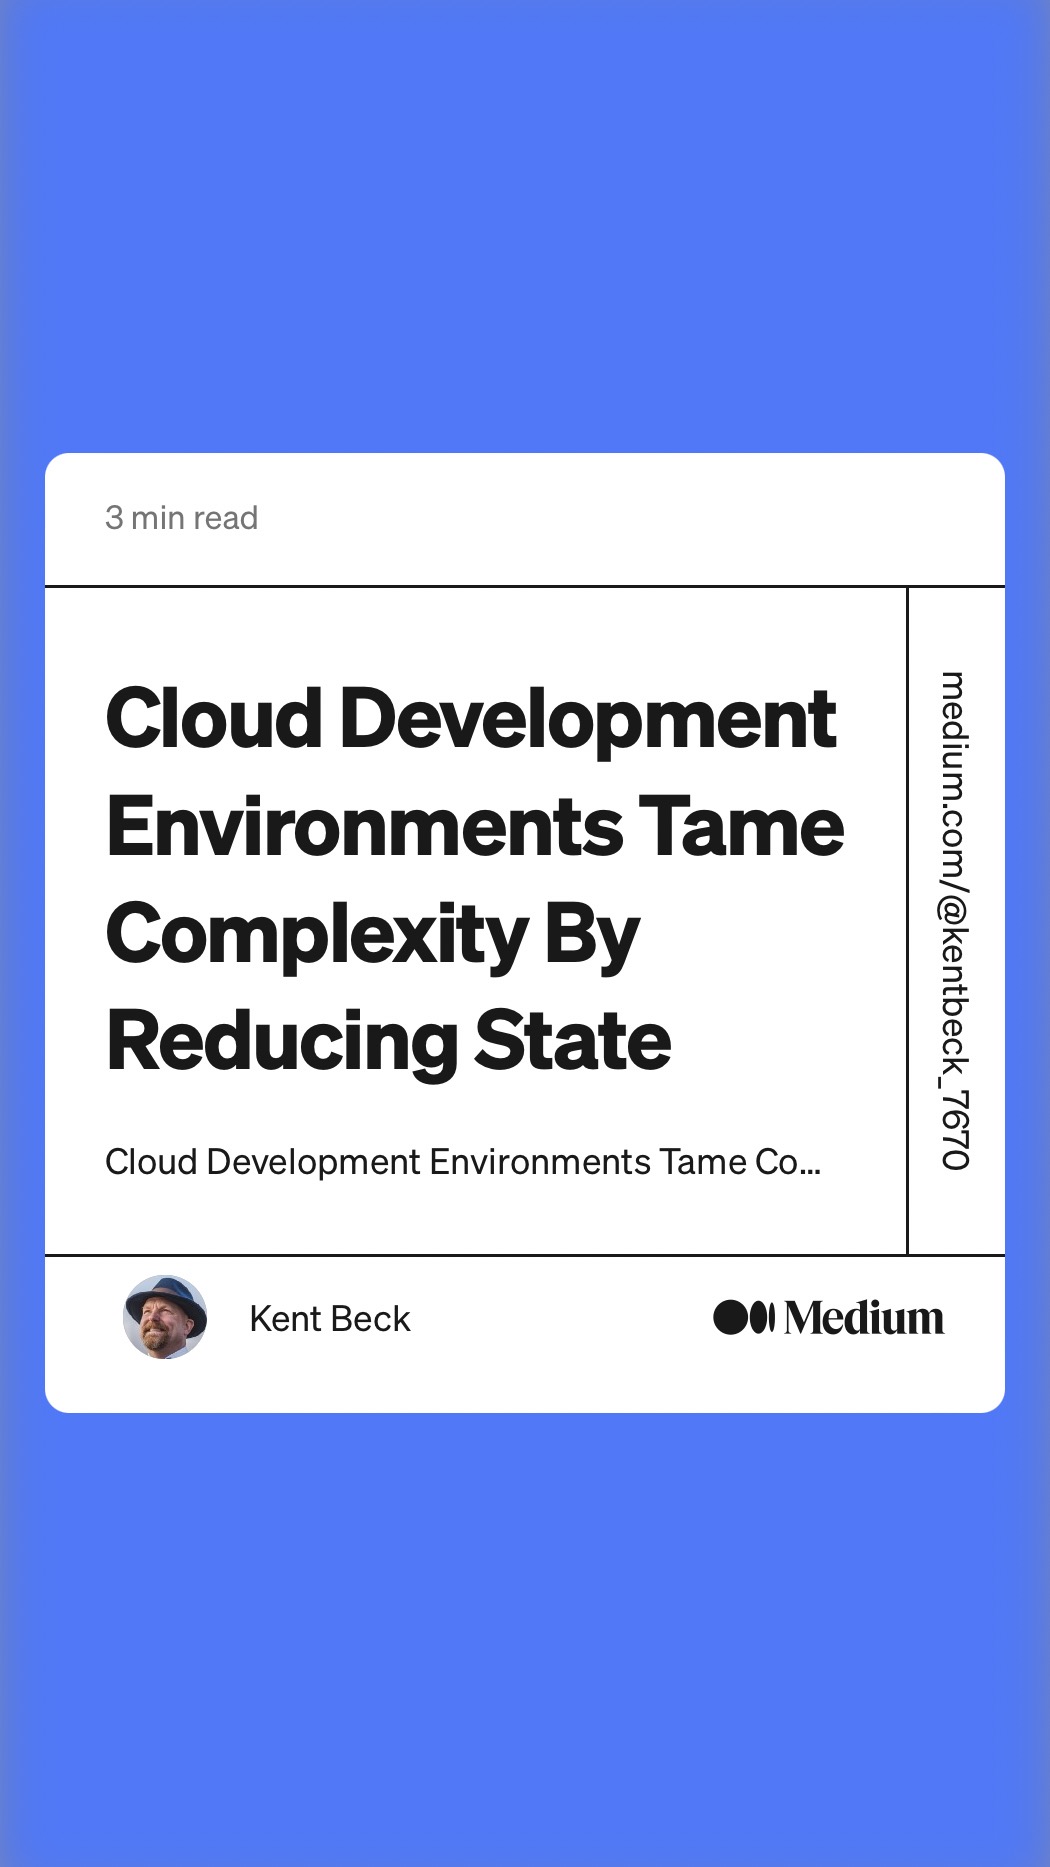 3 min read
Cloud Development
Environments Tame
Complexity By
Reducing State
Cloud Development Environments Tame Co...
medium.com/@kentbeck_7670
Kent Beck
Medium